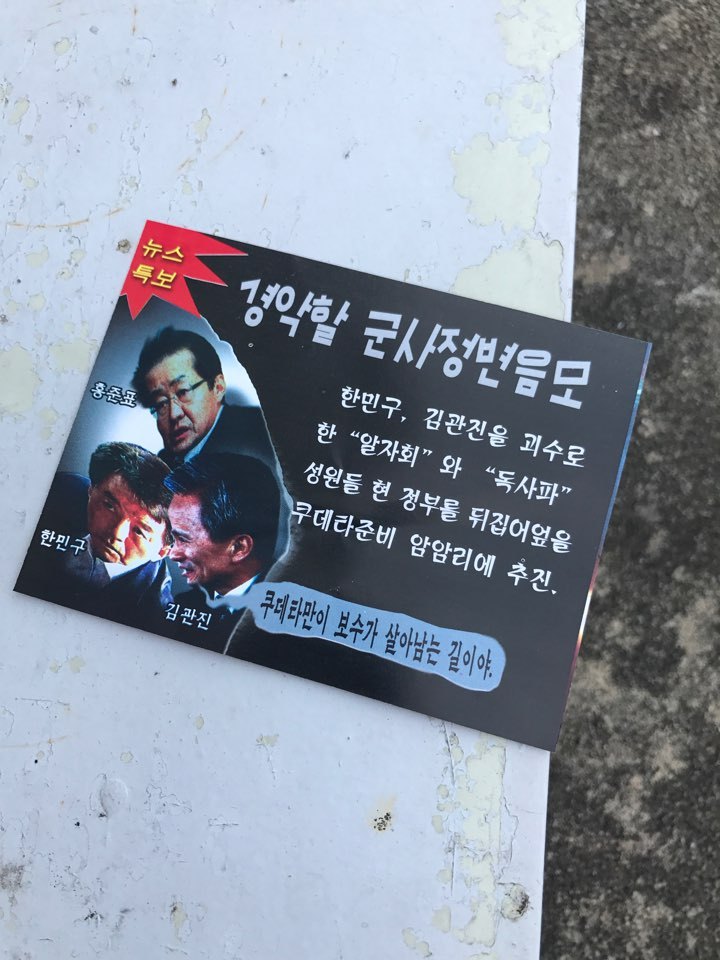 뉴스
특보
경악할 군사정변음모
홍준표
한민구
김관진
한민구, 김관진을 괴수로
한 “알자회” 와 “독사파”
성원들 현 정부를 뒤집어엎을
쿠데타준비 암암리에 추진.
쿠데타만이 보수가 살아남는 길이야.